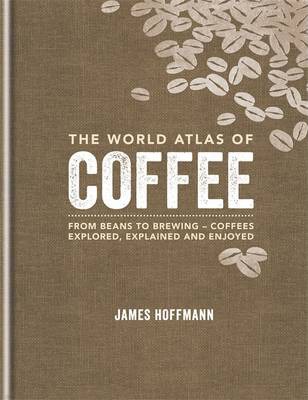 THE WORLD ATLAS OF
COFFEE
FROM BEANS TO BREWING – COFFEES
EXPLORED, EXPLAINED AND ENJOYED
JAMES HOFFMANN